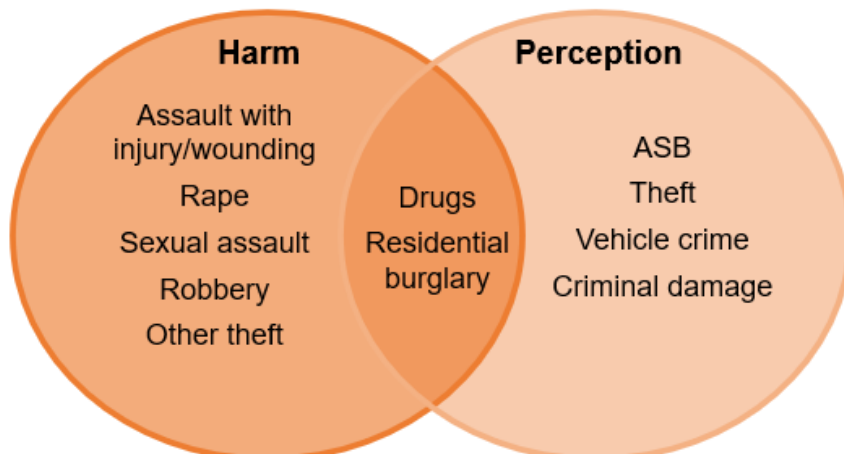 Harm
Assault with
injury/wounding
Rape
Sexual assault
Robbery
Other theft
Drugs
Residential
burglary
Perception
ASB
Theft
Vehicle crime
Criminal damage